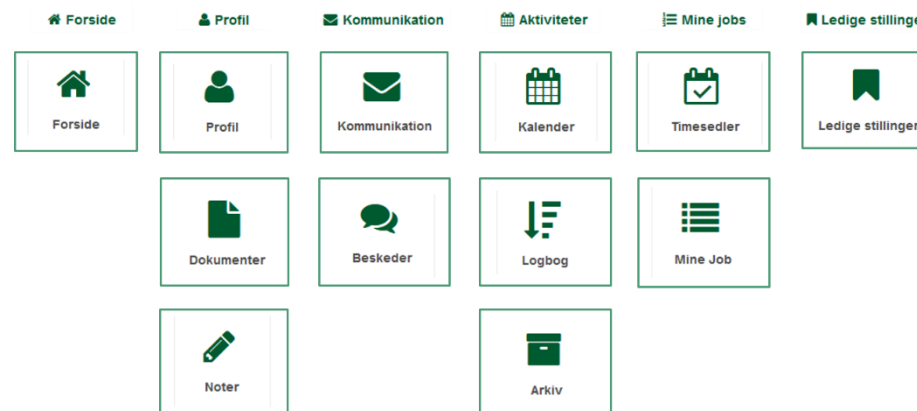 Forside
Profil
Kommunikation
Aktiviteter
Mine jobs
Ledige stillinge
Forside
Profil
Kommunikation
Kalender
Timesedler
Ledige stillinger
Dokumenter
Beskeder
Logbog
Mine Job
Noter
Arkiv